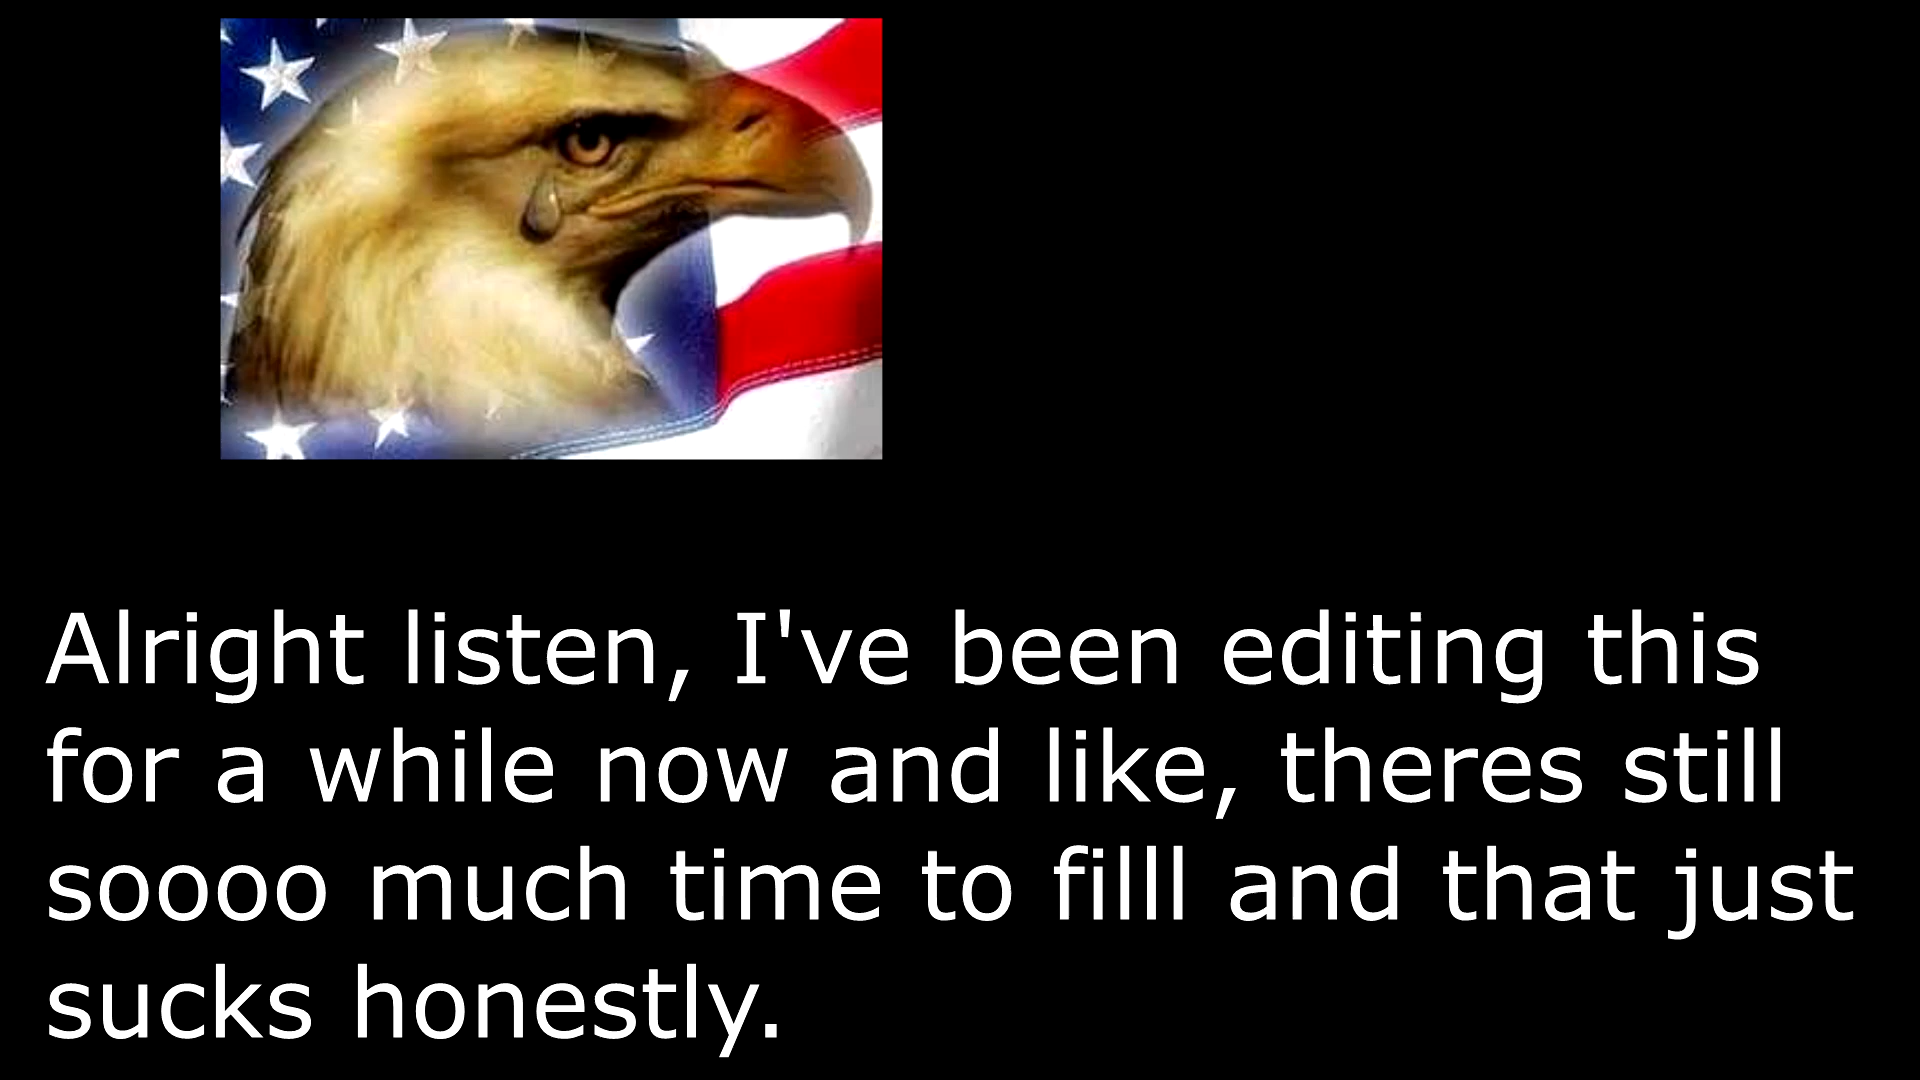 Alright listen, I've been editing this
for a while now and like, theres still
soooo much time to filll and that just
sucks honestly.